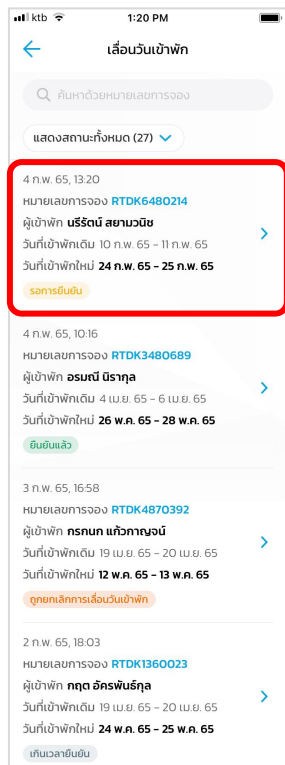 ktb 1:20 PM
เลื่อนวันเข้าพัก
ค้นหาด้วยหมายเลขการจอง
แสดงสถานะทั้งหมด (27)
4 ก.พ. 65, 13:20
หมายเลขการจอง RTDK6480214
ผู้เข้าพัก นรีรัตน์ สยามวนิช
วันที่เข้าพักเดิม 10 ก.พ. 65 - 11 ก.พ. 65
วันที่เข้าพักใหม่ 24 ก.พ. 65 - 25 ก.พ. 65
รอการยืนยัน
4 ก.พ. 65, 10:16
หมายเลขการจอง RTDK3480689
ผู้เข้าพัก อรมณี นิรากุล
วันที่เข้าพักเดิม 4 เม.ย. 65 - 6 เม.ย. 65
วันที่เข้าพักใหม่ 26 พ.ค. 65 - 28 พ.ค. 65
ยืนยันแล้ว
3 ก.พ. 65, 16:58
หมายเลขการจอง RTDK4870392
ผู้เข้าพัก กรกนก แก้วกาญจน์
วันที่เข้าพักเดิม 19 เม.ย. 65 - 20 เม.ย. 65
วันที่เข้าพักใหม่ 12 พ.ค. 65 - 13 พ.ค. 65
ถูกยกเลิกการเลื่อนวันเข้าพัก
2 ก.พ. 65, 18:03
หมายเลขการจอง RTDK1360023
ผู้เข้าพัก กฤต อัครพันธ์กุล
วันที่เข้าพักเดิม 19 เม.ย. 65 - 20 เม.ย. 65
วันที่เข้าพักใหม่ 24 พ.ค. 65 - 25 พ.ค. 65
เกินเวลายืนยัน